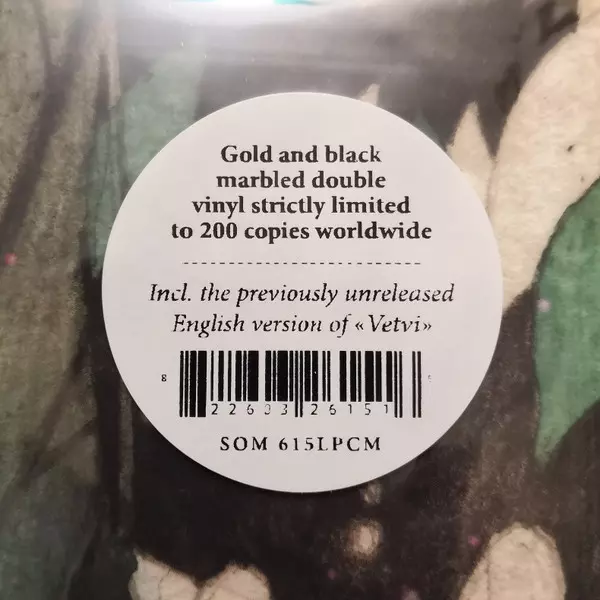 Gold and black
marbled double
vinyl strictly limited
to 200 copies worldwide
Incl. the previously unreleased
English version of «Vetvi»
8 22603 26151
SOM 615LPCM